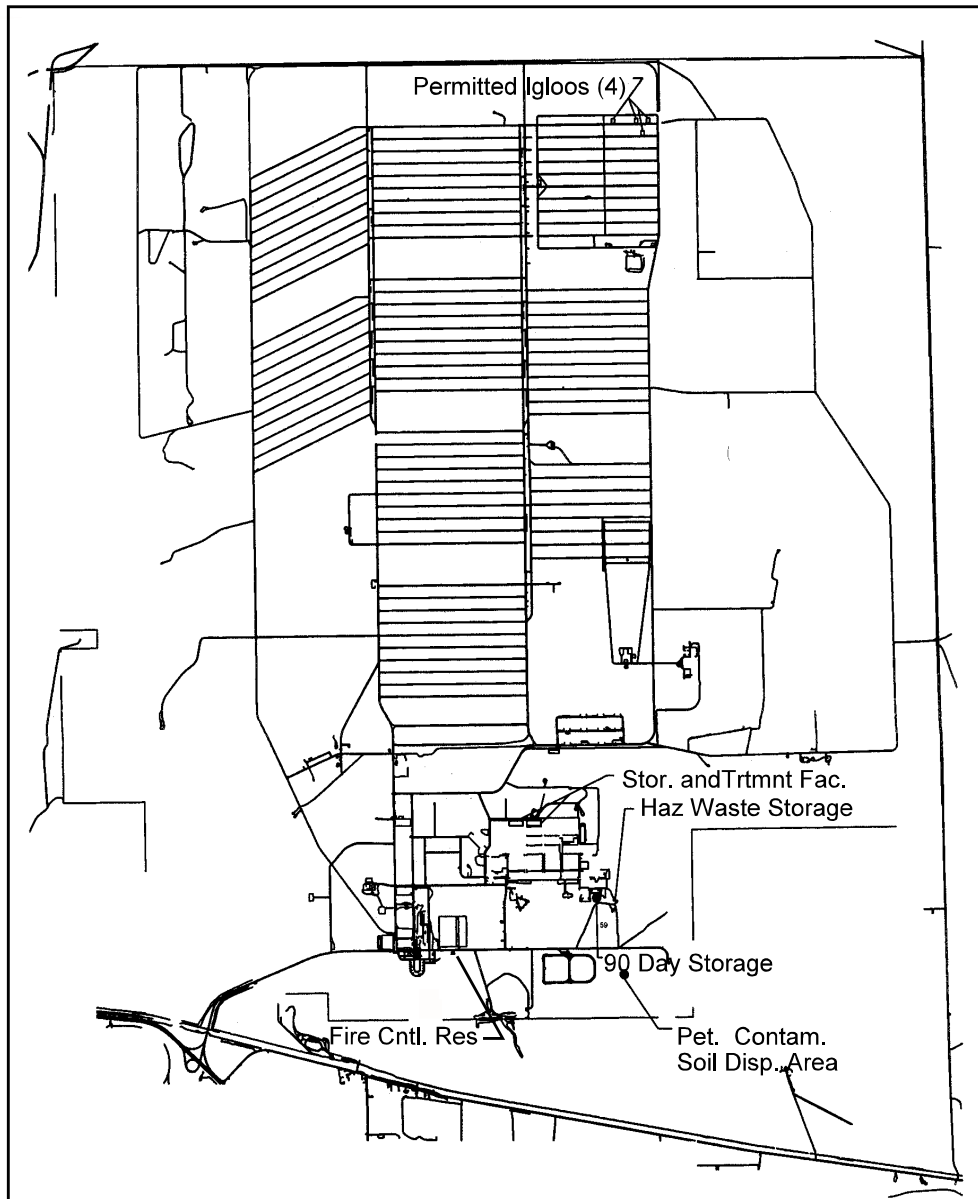 Permitted Igloos (4)
Stor. andTrtmnt Fac.
Haz Waste Storage
59
90 Day Storage
Fire Cntl. Res
Pet. Contam.
Soil Disp. Area